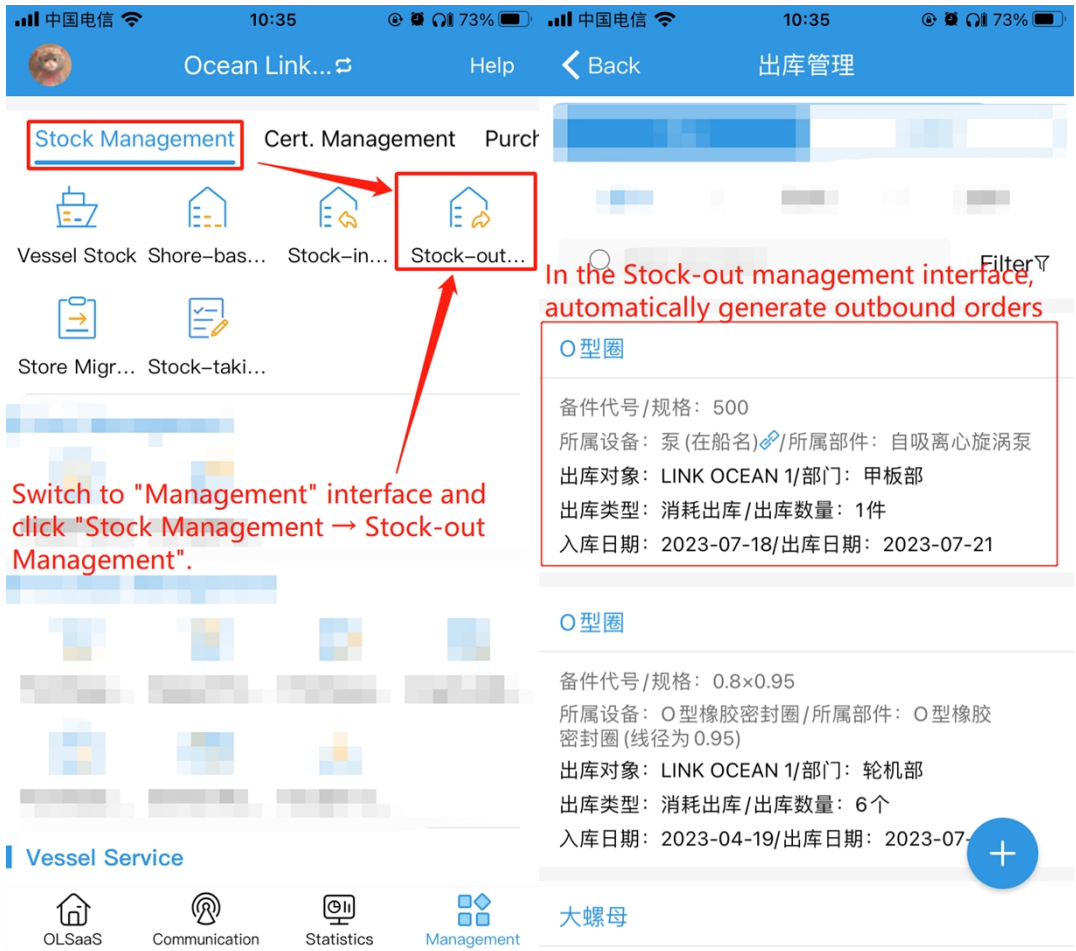 中国电信
10:35
73%
Ocean Link...
Help
Stock Management
Cert. Management
Purch
Vessel Stock
Shore-bas...
Stock-in...
Stock-out...
Store Migr...
Stock-taki...
Switch to "Management" interface and
click "Stock Management → Stock-out
Management".
Vessel Service
OLSaaS
Communication
Statistics
Management
中国电信
10:35
73%
Back
出库管理
Filter
In the Stock-out management interface,
automatically generate outbound orders
O型圈
备件代号/规格：500
所属设备：泵(在船名)/所属部件：自吸离心旋涡泵
出库对象：LINK OCEAN 1/部门：甲板部
出库类型：消耗出库/出库数量：1件
入库日期：2023-07-18/出库日期：2023-07-21
O型圈
备件代号/规格：0.8×0.95
所属设备：O型橡胶密封圈/所属部件：O型橡胶
密封圈(线径为0.95)
出库对象：LINK OCEAN 1/部门：轮机部
出库类型：消耗出库/出库数量：6个
入库日期：2023-04-19/出库日期：2023-07-
大螺母